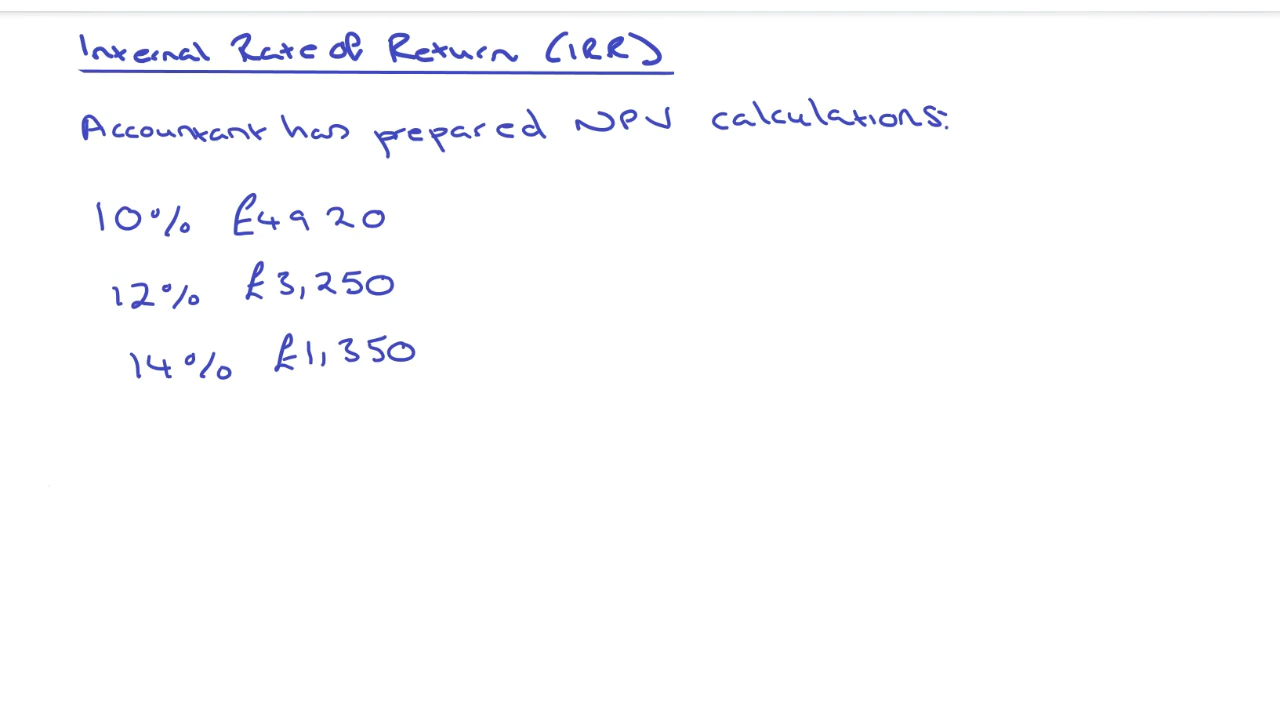 Internal Rate of Return (IRR)
Accountant has prepared NPV calculations:
10% £4920
12% £3,250
14% £1,350